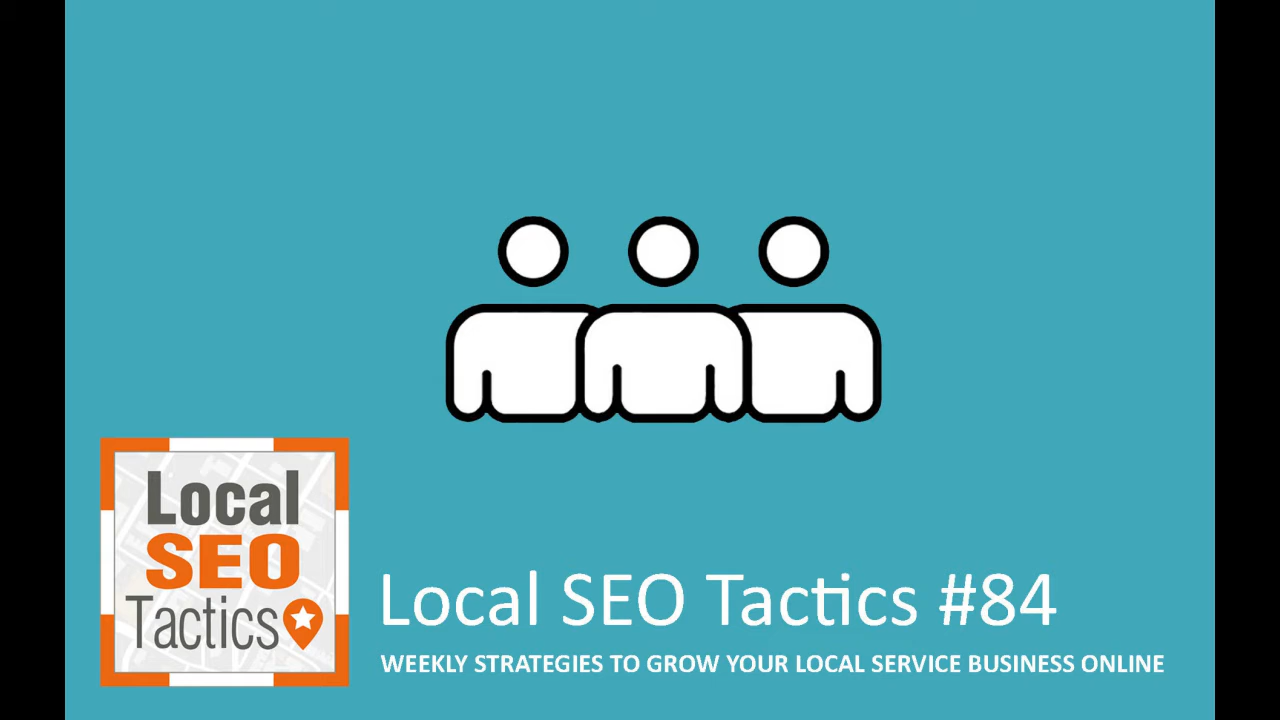 Local
SEO
Tactics
Local SEO Tactics #84
WEEKLY STRATEGIES TO GROW YOUR LOCAL SERVICE BUSINESS ONLINE